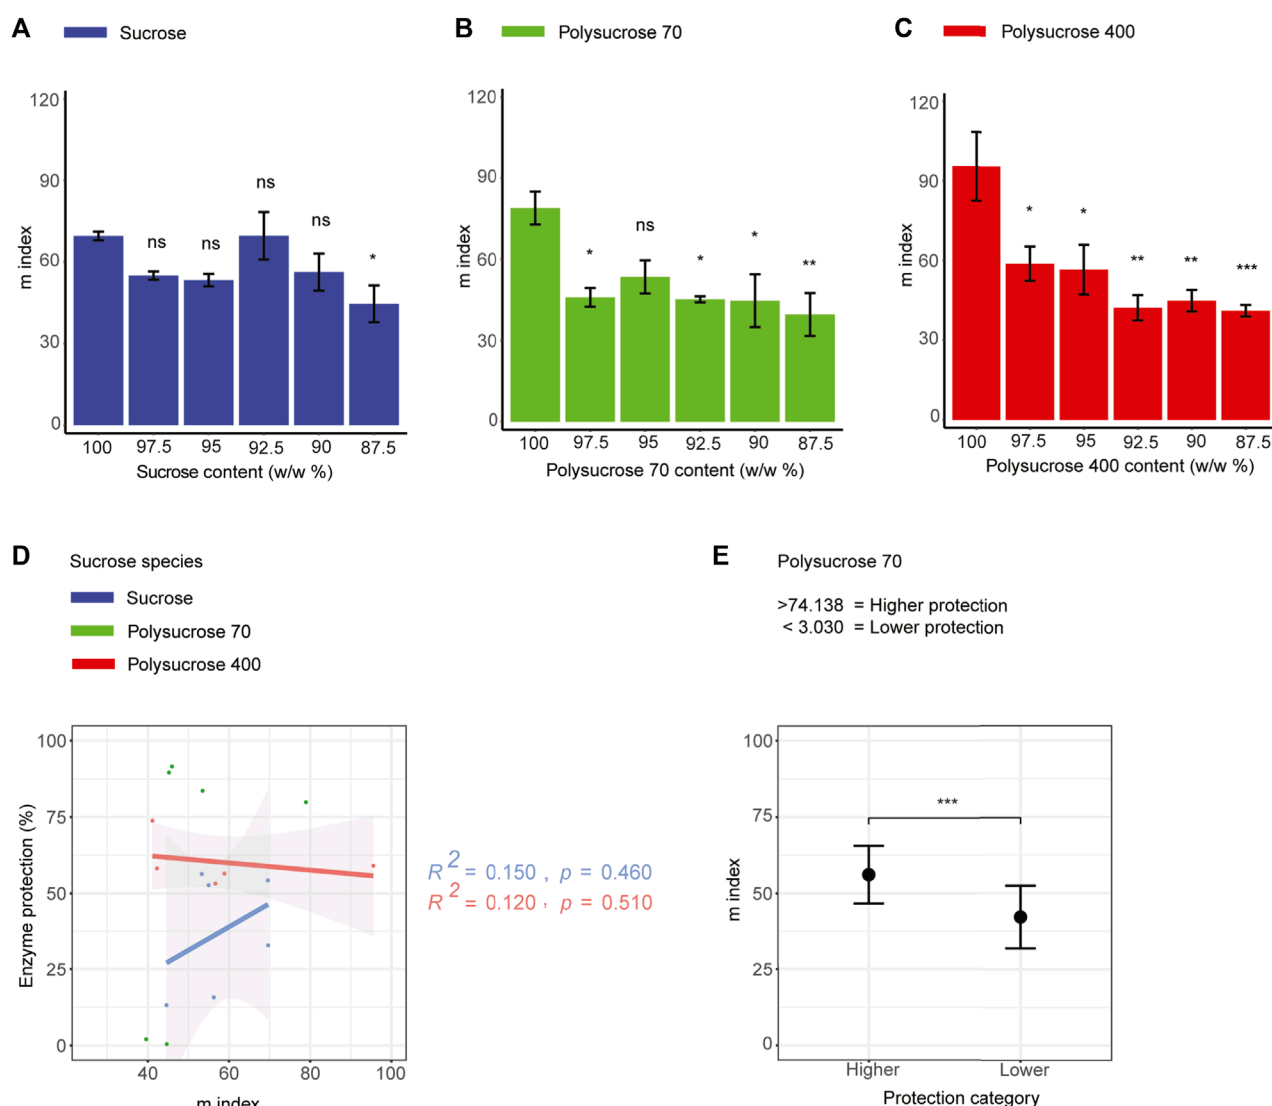 A
Sucrose
m index
120
90
60
30
0
ns
ns
ns
ns
*
100 97.5 95 92.5 90 87.5
Sucrose content (w/w %)
B
Polysucrose 70
m index
120
90
60
30
0
*
ns
*
*
**
100 97.5 95 92.5 90 87.5
Polysucrose 70 content (w/w %)
C
Polysucrose 400
m index
120
90
60
30
0
*
*
**
**
***
100 97.5 95 92.5 90 87.5
Polysucrose 400 content (w/w %)
D
Sucrose species
Sucrose
Polysucrose 70
Polysucrose 400
Enzyme protection (%)
100
75
50
25
0
40 60 80 100
m index
R² = 0.150 , p = 0.460
R² = 0.120 , p = 0.510
E
Polysucrose 70
>74.138 = Higher protection
< 3.030 = Lower protection
m index
100
75
50
25
0
***
Higher Lower
Protection category